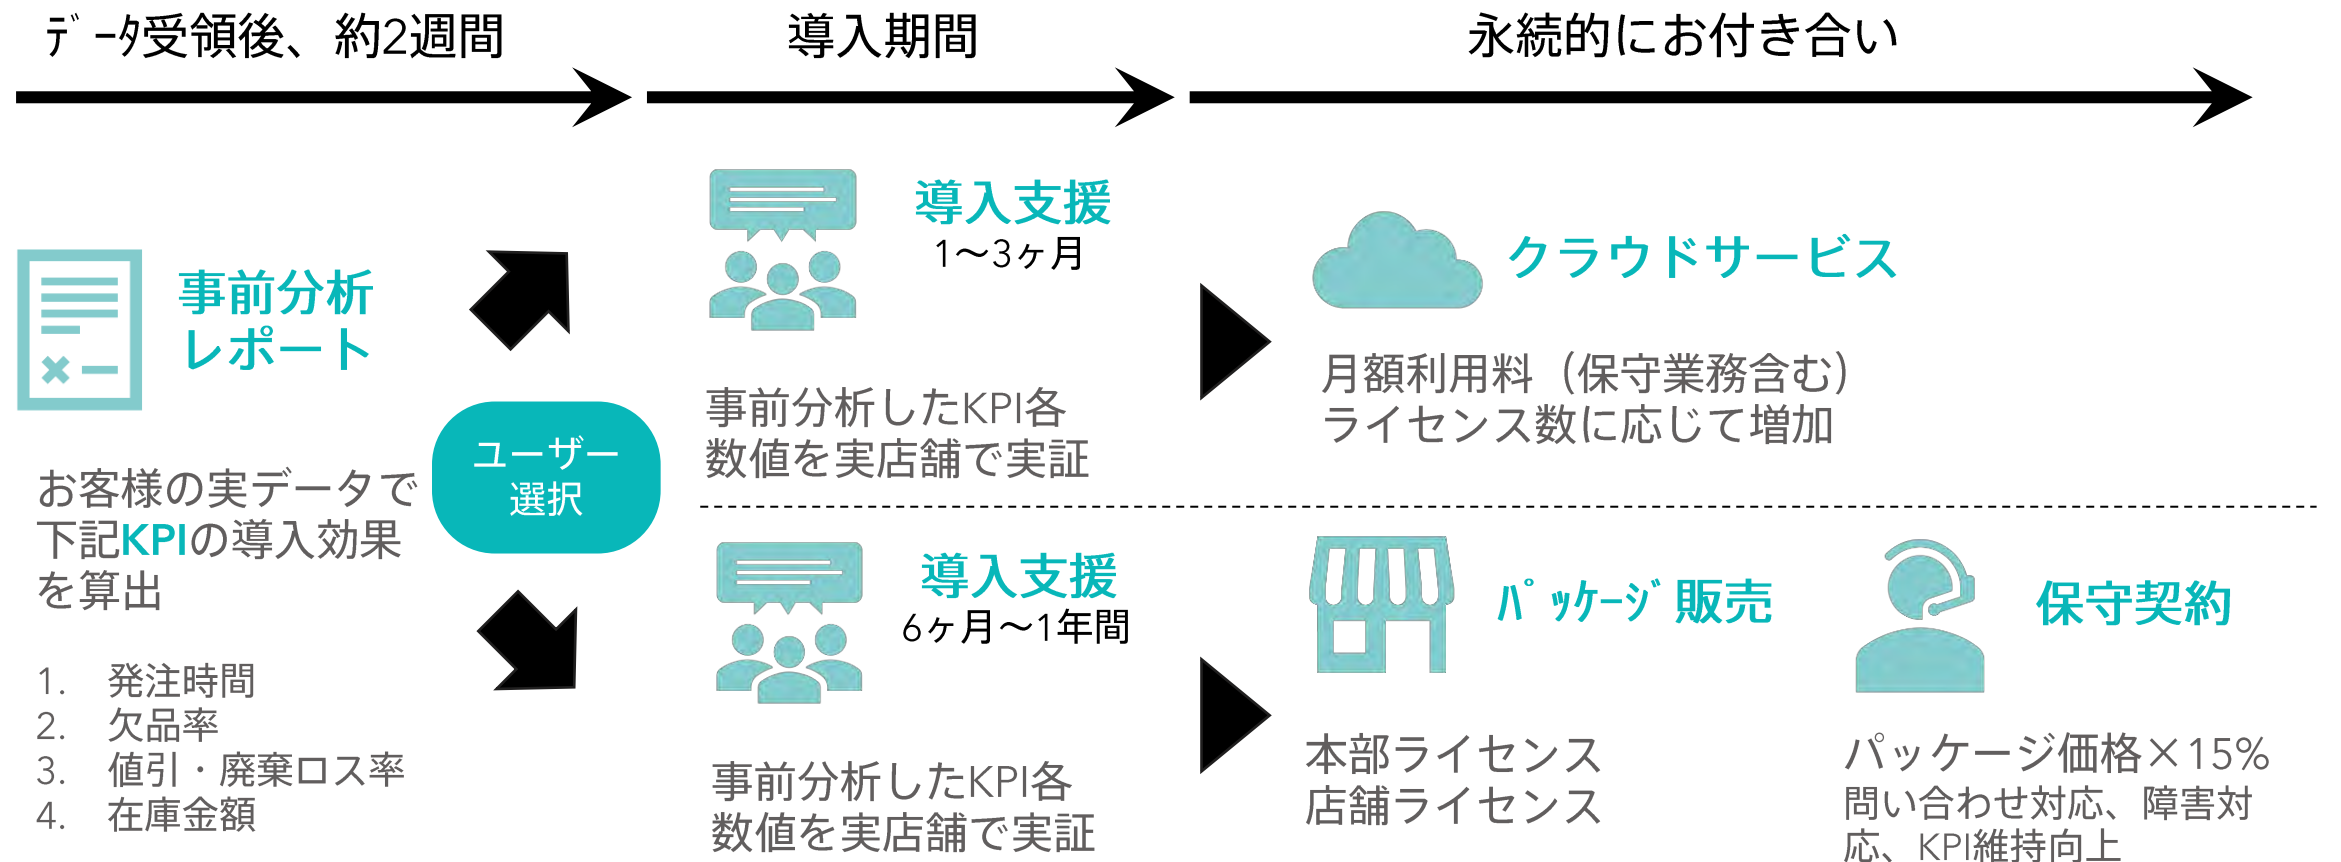 ﾃﾞｰﾀ受領後、約2週間
導入期間
永続的にお付き合い
事前分析
レポート
お客様の実データで
下記KPIの導入効果
を算出
1. 発注時間
2. 欠品率
3. 値引・廃棄ロス率
4. 在庫金額
ユーザー
選択
導入支援
1〜3ヶ月
事前分析したKPI各
数値を実店舗で実証
クラウドサービス
月額利用料（保守業務含む）
ライセンス数に応じて増加
導入支援
6ヶ月〜1年間
事前分析したKPI各
数値を実店舗で実証
ﾊﾟｯｹｰｼﾞ販売
本部ライセンス
店舗ライセンス
保守契約
パッケージ価格×15%
問い合わせ対応、障害対
応、KPI維持向上